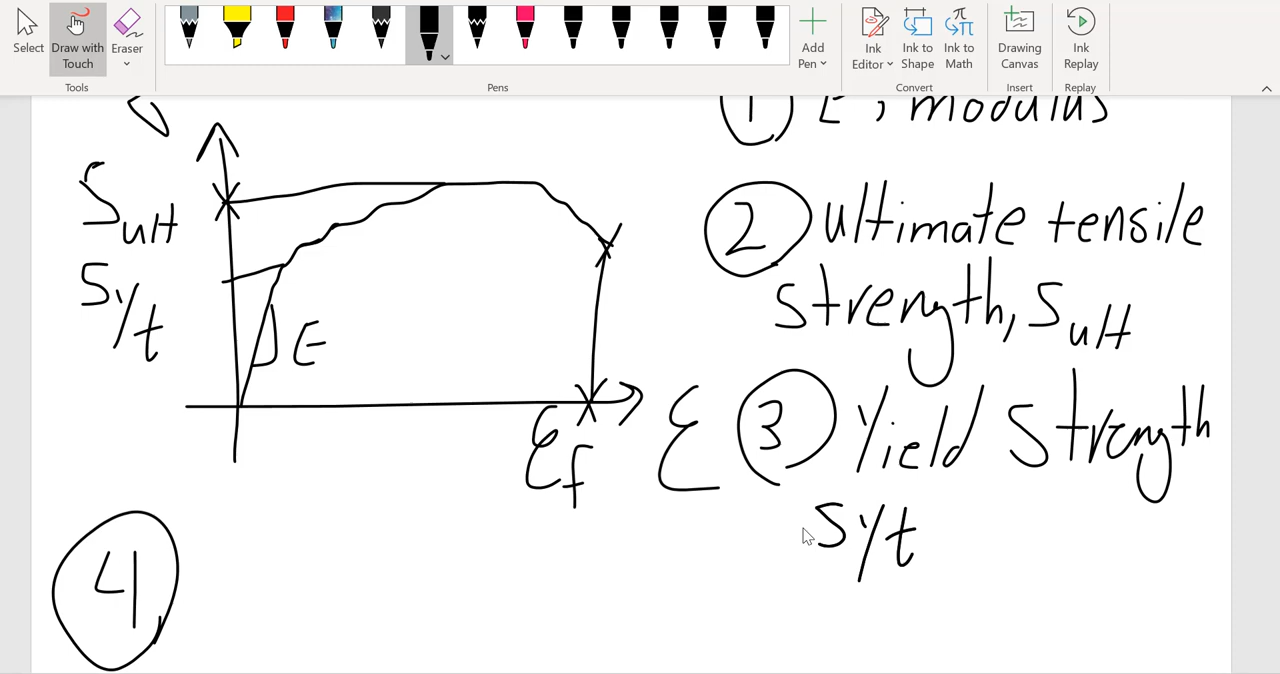 Select
Draw with Touch
Eraser
Add Pen
Ink Editor
Ink to Shape
Ink to Math
Drawing Canvas
Ink Replay
Tools
Pens
Convert
Insert
Replay
1 E, modulus
Sult
Syt
E
εf
ε
2 Ultimate tensile
strength, Sult
3 Yield Strength
Syt
4